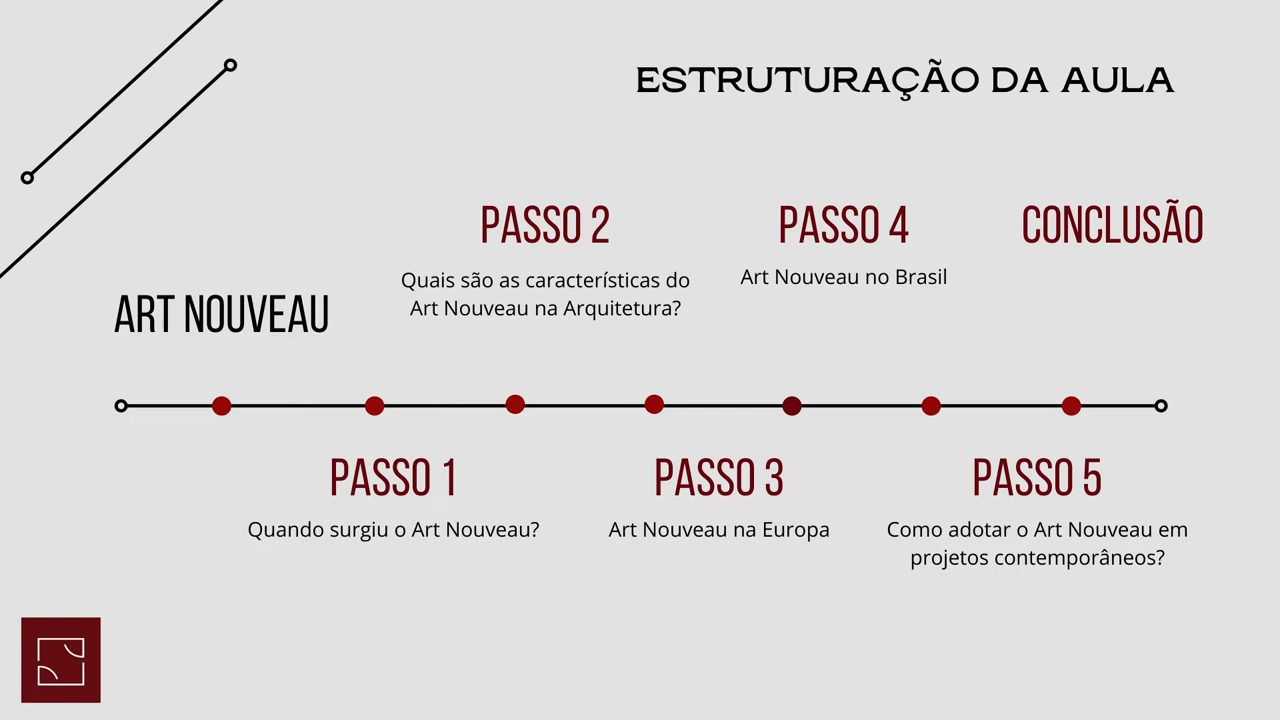 ESTRUTURAÇÃO DA AULA
ART NOUVEAU
PASSO 1
Quando surgiu o Art Nouveau?
PASSO 2
Quais são as características do
Art Nouveau na Arquitetura?
PASSO 3
Art Nouveau na Europa
PASSO 4
Art Nouveau no Brasil
PASSO 5
Como adotar o Art Nouveau em
projetos contemporâneos?
CONCLUSÃO